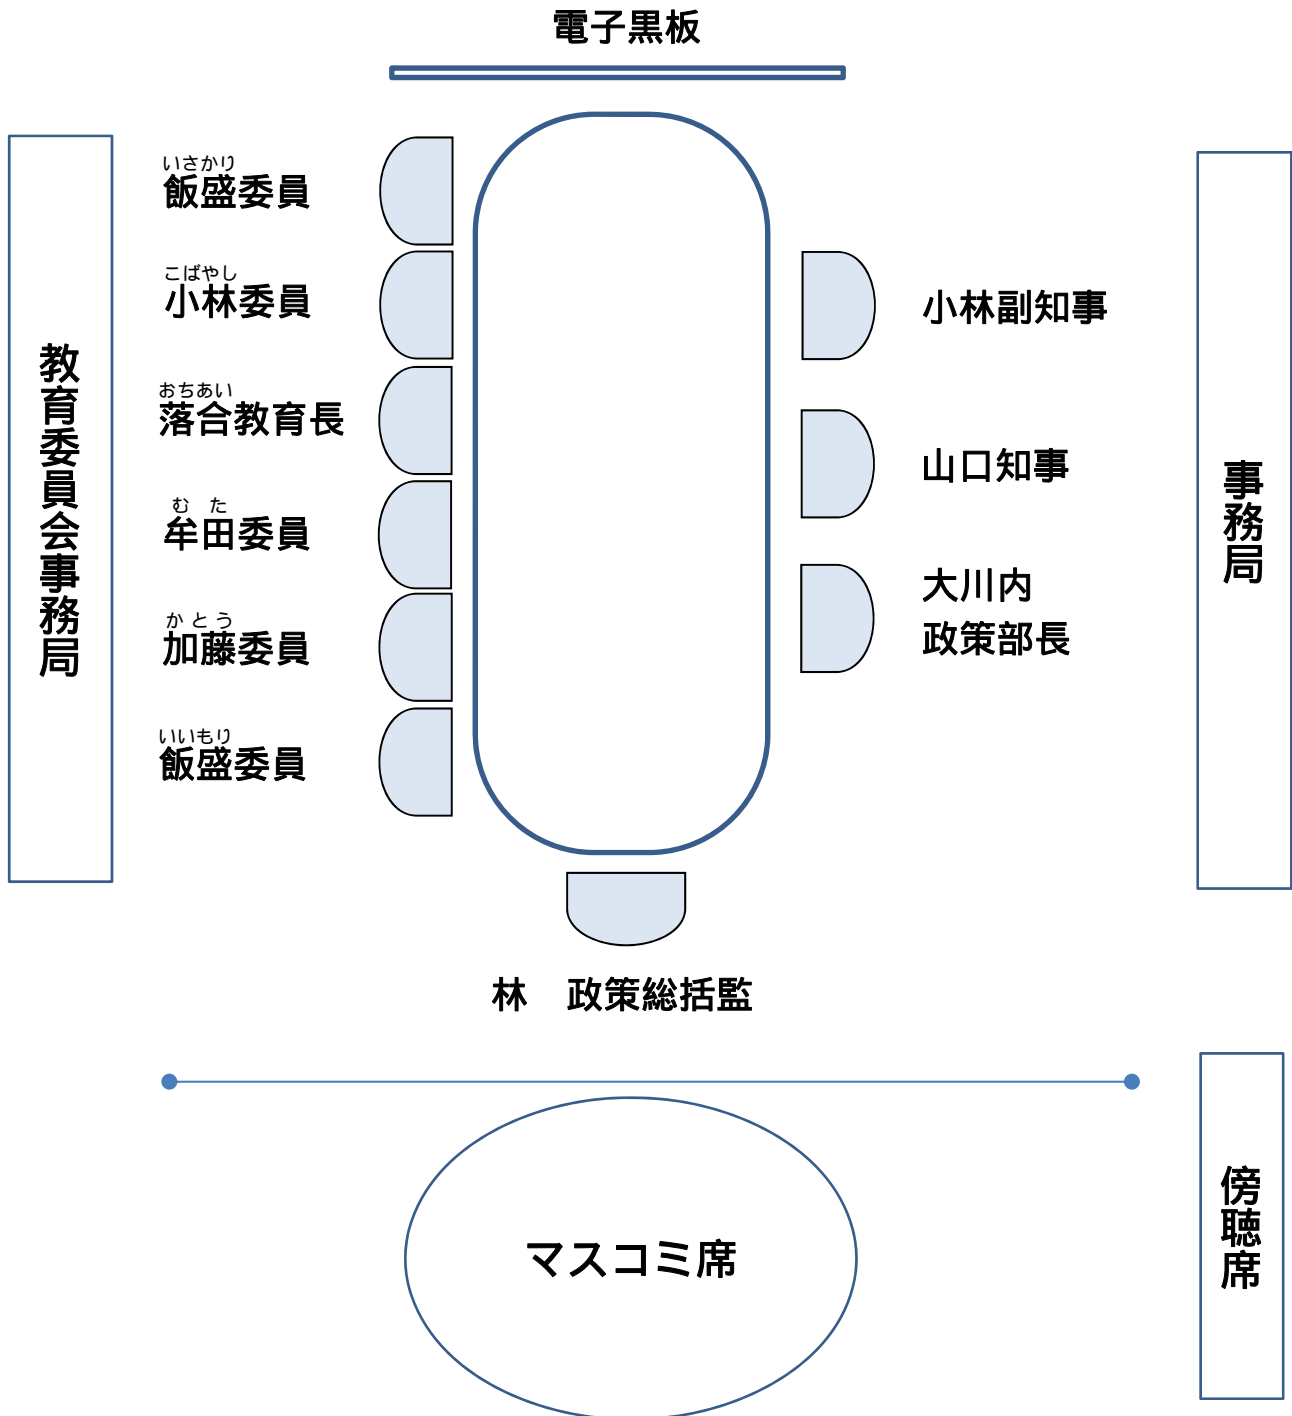 電子黒板
教育委員会事務局
いさかり
飯盛委員
こばやし
小林委員
おちあい
落合教育長
む た
牟田委員
かとう
加藤委員
いいもり
飯盛委員
小林副知事
山口知事
大川内
政策部長
事務局
林　政策総括監
マスコミ席
傍聴席